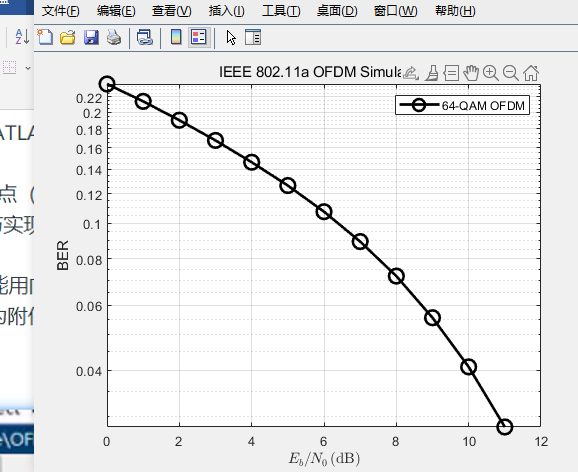 文件(F) 编辑(E) 查看(V) 插入(I) 工具(T) 桌面(D) 窗口(W) 帮助(H)
IEEE 802.11a OFDM Simula
64-QAM OFDM
0.22
0.2
0.18
0.16
0.14
0.12
0.1
0.08
0.06
0.04
BER
0 2 4 6 8 10 12
E_b/N_0 (dB)
ATLA
点（
实现
能用
的附件
e\OF